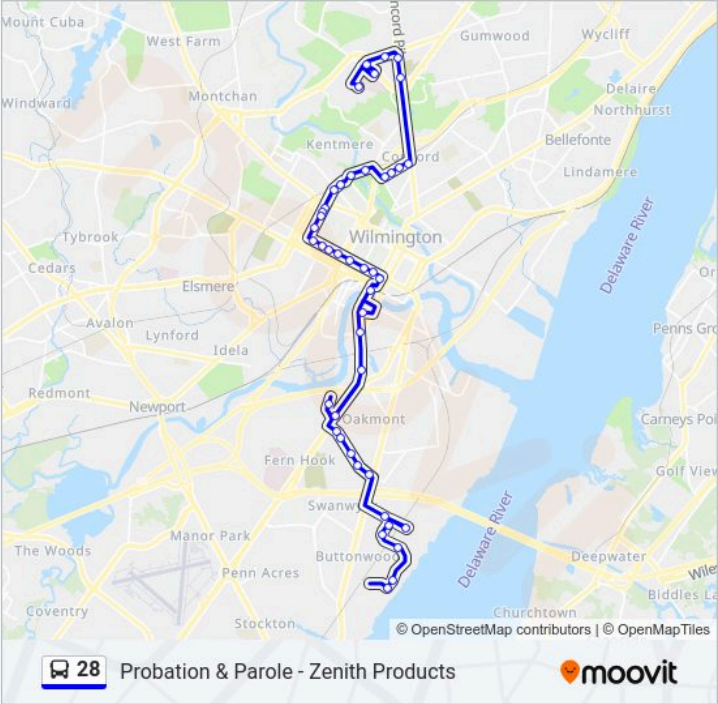 ncord P
Mount Cuba
West Farm
Gumwood
Wycliff
Windward
Montchan
Delaire
Northhurst
Kentmere
Bellefonte
Lindamere
Wilmington
Delaware River
Tybrook
Cedars
Elsmere
Or
Avalon
Lynford
Idela
Penns Gro
Redmont
Newport
Oakmont
Carneys Poi
Fern Hook
Golf View
Swanwy
Delaware River
The Woods
Manor Park
Buttonwood
Deepwater
Penn Acres
Wiley
Biddles La
Coventry
Churchtown
Stockton
© OpenStreetMap contributors | © OpenMapTiles
28 Probation & Parole - Zenith Products
moovit